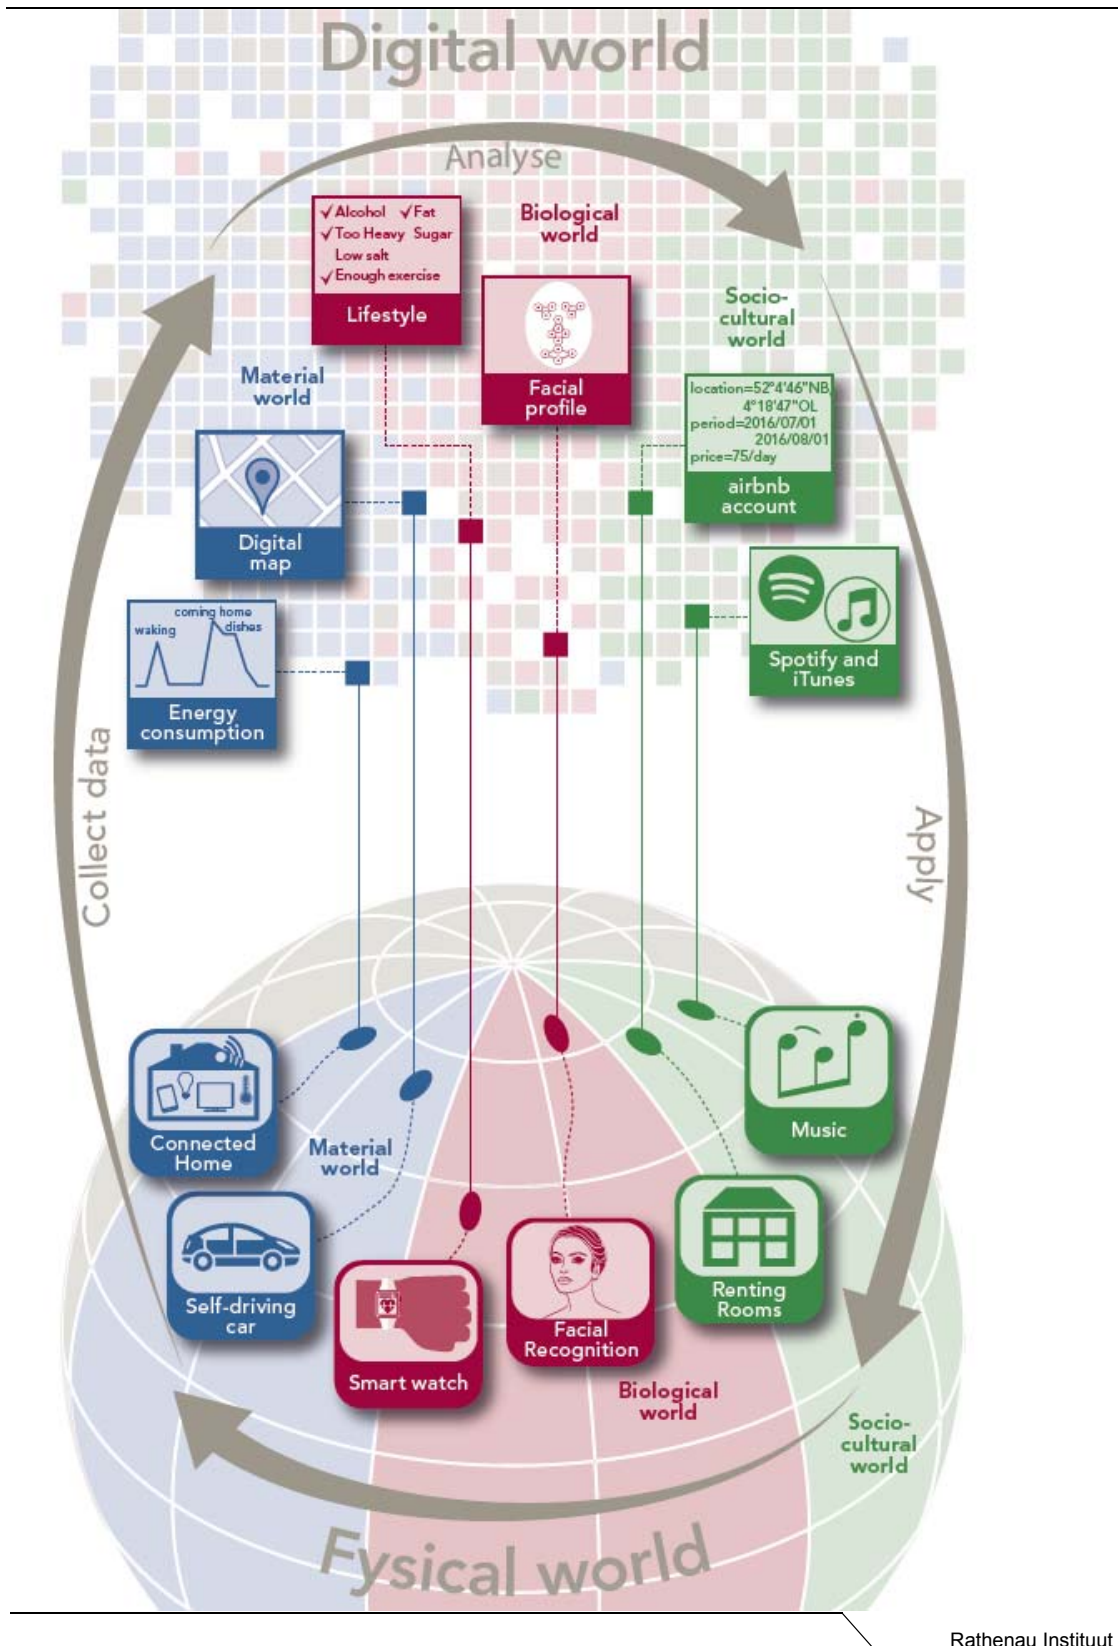 Digital world
Analyse
✓Alcohol ✓Fat
✓Too Heavy Sugar
Low salt
✓Enough exercise
Lifestyle
Biological
world
Facial
profile
Socio-
cultural
world
location=52°4'46"NB,
4°18'47"OL
period=2016/07/01
2016/08/01
price=75/day
airbnb
account
Material
world
Digital
map
coming home
waking
dishes
Energy
consumption
Spotify and
iTunes
Collect data
Apply
Connected
Home
Material
world
Music
Self-driving
car
Smart watch
Facial
Recognition
Renting
Rooms
Biological
world
Socio-
cultural
world
Fysical world
Rathenau Instituut